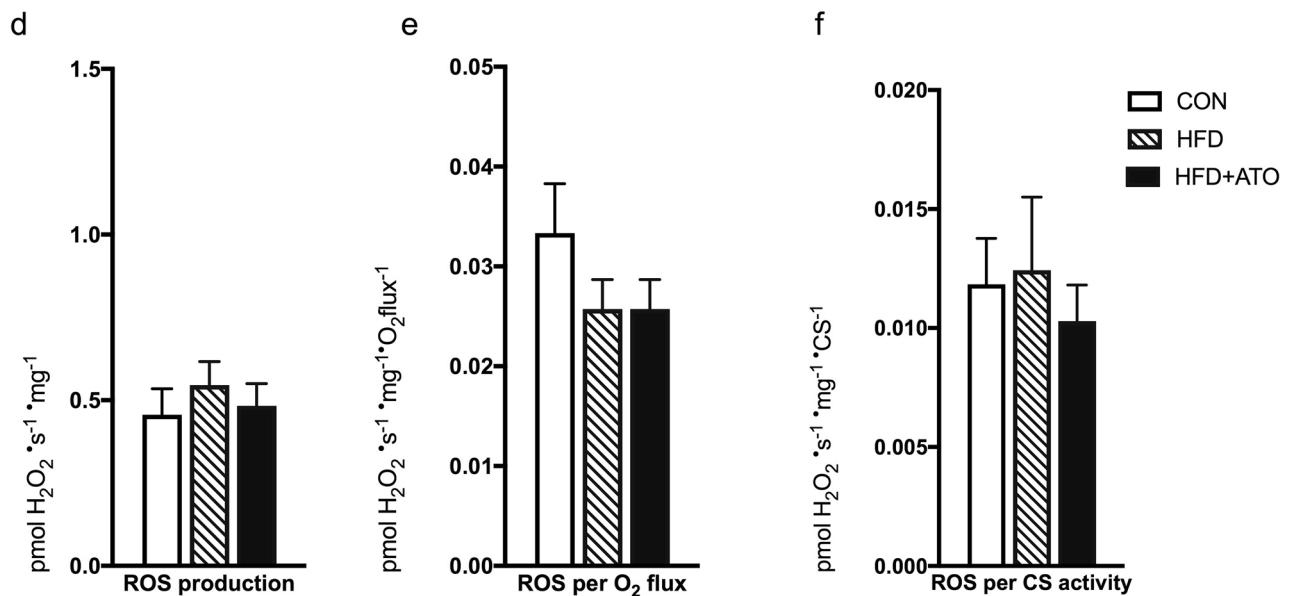 d
1.5
1.0
0.5
0.0
pmol H₂O₂ •s⁻¹ •mg⁻¹
ROS production
e
0.05
0.04
0.03
0.02
0.01
0.00
pmol H₂O₂ •s⁻¹ •mg⁻¹•O₂flux⁻¹
ROS per O₂ flux
f
0.020
0.015
0.010
0.005
0.000
pmol H₂O₂ •s⁻¹ •mg⁻¹ •CS⁻¹
ROS per CS activity
CON
HFD
HFD+ATO